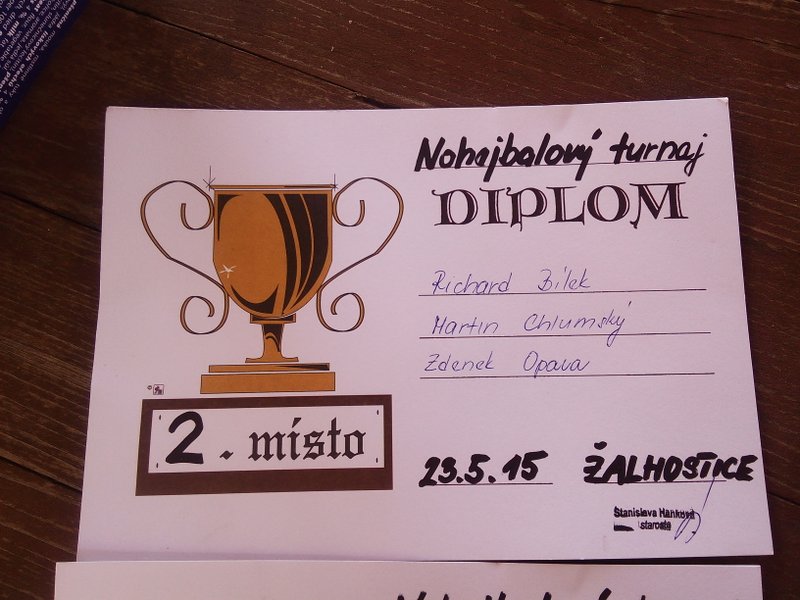 Nohejbalový turnaj
DIPLOM
Richard Bílek
Martin Chlumský
Zdenek Opava
2. místo
23.5.15 ŽALHOSTICE
Stanislava Hanková
starosta